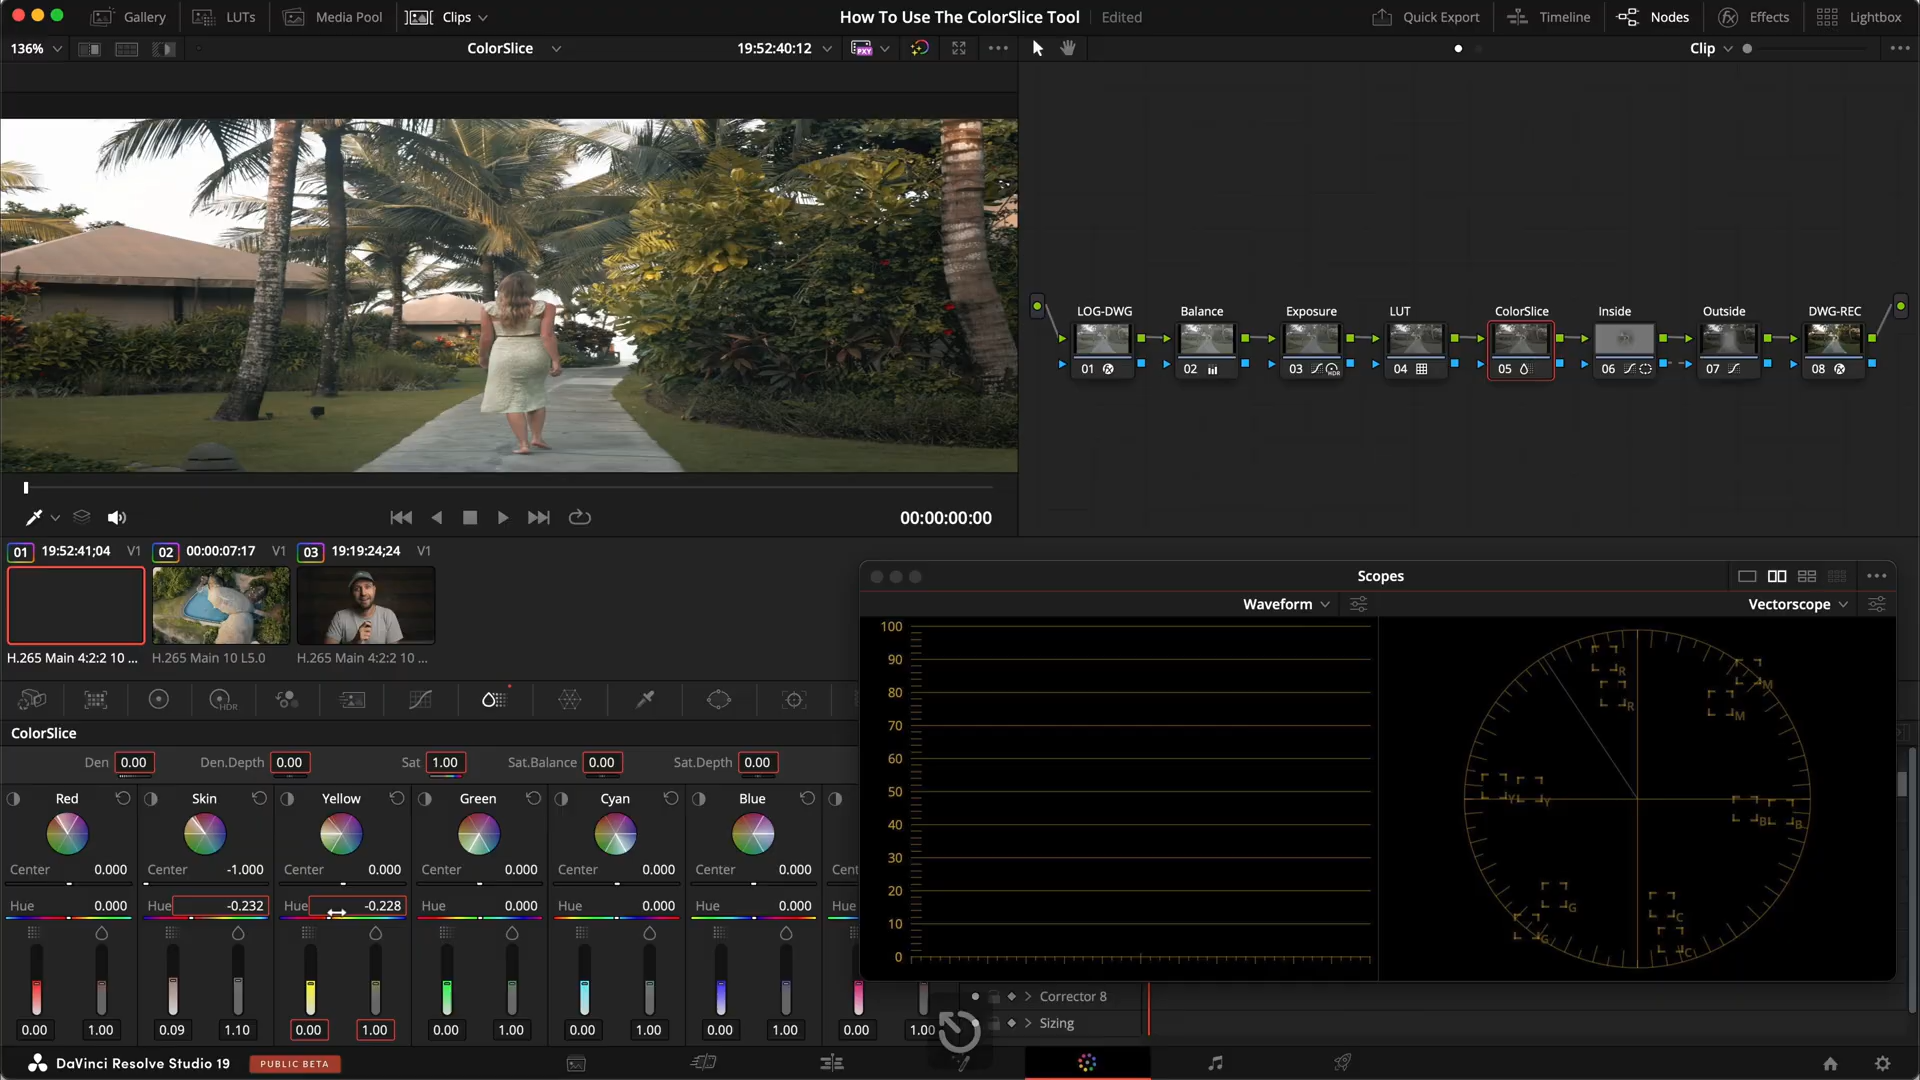 Gallery LUTs Media Pool Clips How To Use The ColorSlice Tool Edited Quick Export Timeline Nodes Effects Lightbox
136% ColorSlice 19:52:40:12 PXY Clip
LOG-DWG Balance Exposure LUT ColorSlice Inside Outside DWG-REC
01 02 03 HDR 04 05 06 07 08
00:00:00:00
01 19:52:41;04 V1 02 00:00:07:17 V1 03 19:19:24;24 V1
H.265 Main 4:2:2 10 ... H.265 Main 10 L5.0 H.265 Main 4:2:2 10 ...
Scopes
Waveform Vectorscope
100
90
80
70
60
50
40
30
20
10
0
R
R
M
M
Y Y
B B
G
G
C
C
HDR
ColorSlice
Den 0.00 Den.Depth 0.00 Sat 1.00 Sat.Balance 0.00 Sat.Depth 0.00
Red Skin Yellow Green Cyan Blue
Center 0.000 Center -1.000 Center 0.000 Center 0.000 Center 0.000 Center 0.000 Center
Hue 0.000 Hue -0.232 Hue -0.228 Hue 0.000 Hue 0.000 Hue 0.000 Hue
0.00 1.00 0.09 1.10 0.00 1.00 0.00 1.00 0.00 1.00 0.00 1.00 0.00 1.00
Corrector 8
Sizing
DaVinci Resolve Studio 19 PUBLIC BETA